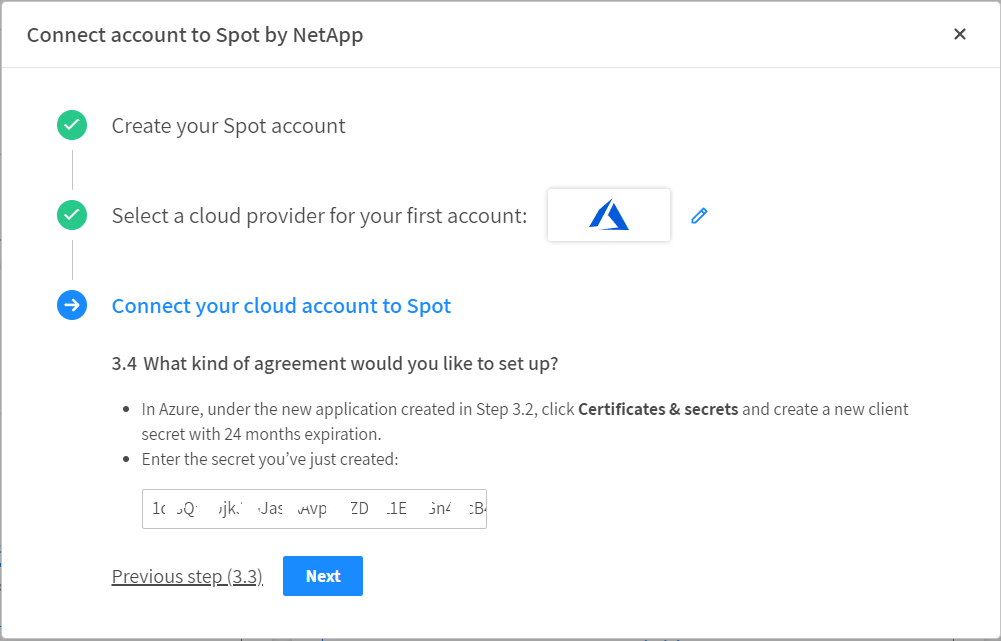 Connect account to Spot by NetApp
Create your Spot account
Select a cloud provider for your first account:
Connect your cloud account to Spot
3.4 What kind of agreement would you like to set up?
In Azure, under the new application created in Step 3.2, click Certificates & secrets and create a new client
secret with 24 months expiration.
Enter the secret you’ve just created:
Previous step (3.3)
Next